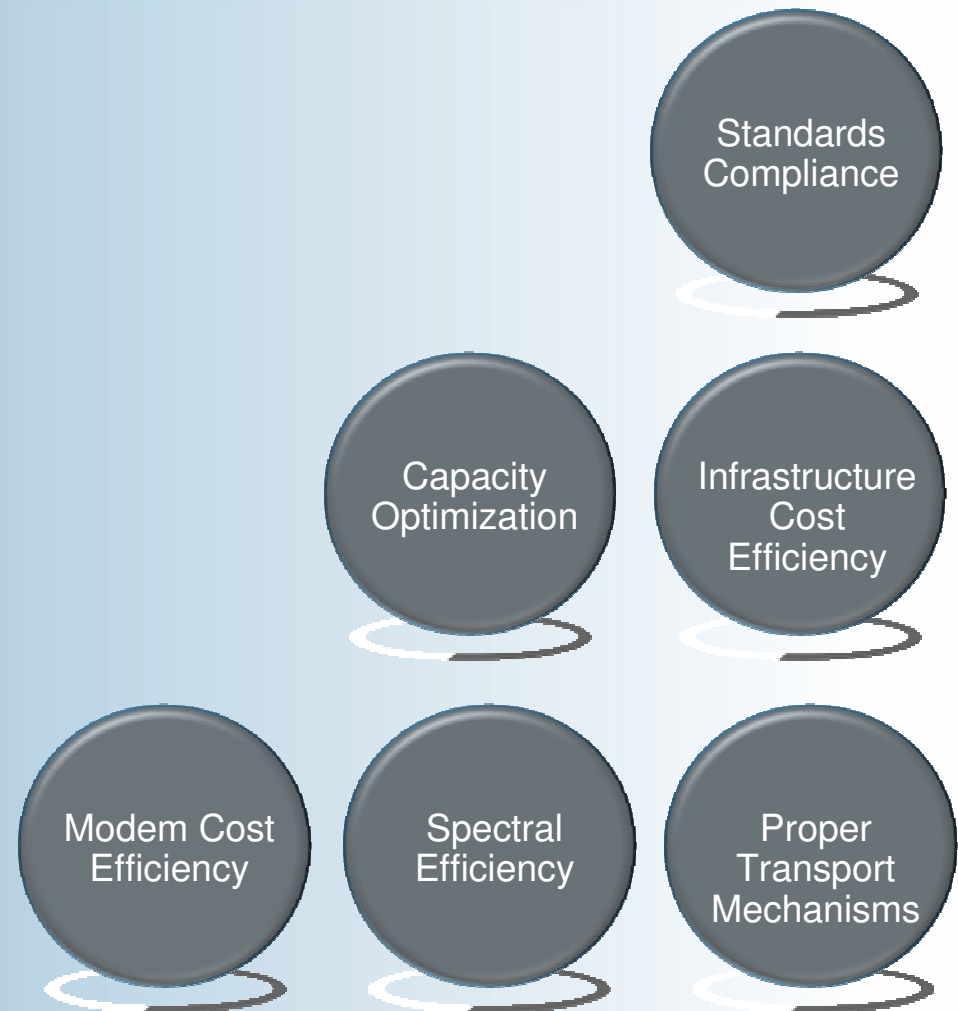 Standards
Compliance
Capacity
Optimization
Infrastructure
Cost
Efficiency
Modem Cost
Efficiency
Spectral
Efficiency
Proper
Transport
Mechanisms